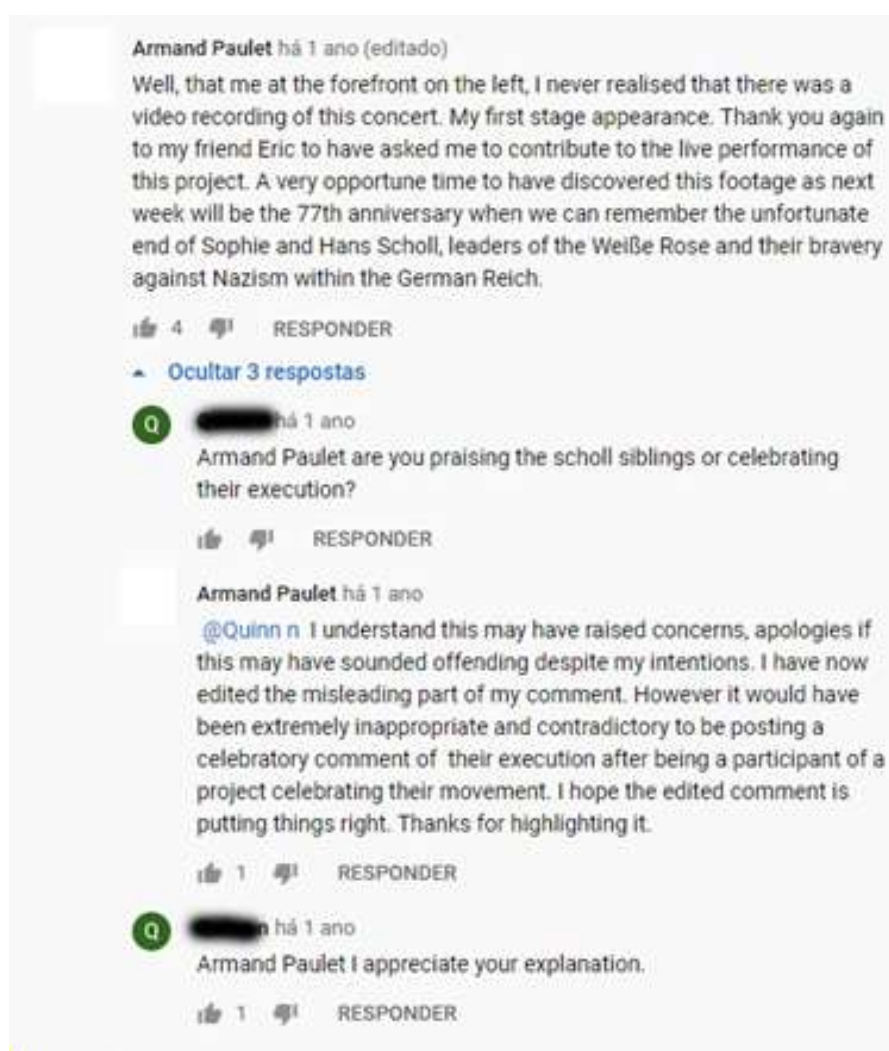 Armand Paulet há 1 ano (editado)
Well, that me at the forefront on the left, I never realised that there was a
video recording of this concert. My first stage appearance. Thank you again
to my friend Eric to have asked me to contribute to the live performance of
this project. A very opportune time to have discovered this footage as next
week will be the 77th anniversary when we can remember the unfortunate
end of Sophie and Hans Scholl, leaders of the Weiße Rose and their bravery
against Nazism within the German Reich.
4 RESPONDER
Ocultar 3 respostas
Q há 1 ano
Armand Paulet are you praising the scholl siblings or celebrating
their execution?
RESPONDER
Armand Paulet há 1 ano
@Quinn n I understand this may have raised concerns, apologies if
this may have sounded offending despite my intentions. I have now
edited the misleading part of my comment. However it would have
been extremely inappropriate and contradictory to be posting a
celebratory comment of their execution after being a participant of a
project celebrating their movement. I hope the edited comment is
putting things right. Thanks for highlighting it.
1 RESPONDER
Q n há 1 ano
Armand Paulet I appreciate your explanation.
1 RESPONDER